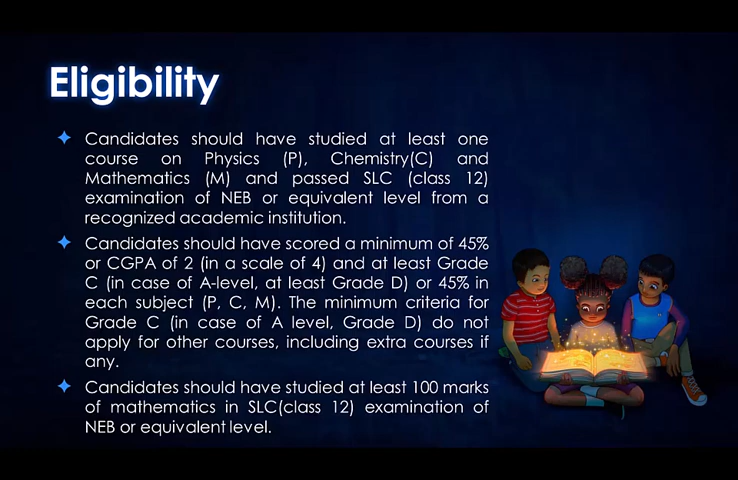 Eligibility
Candidates should have studied at least one
course on Physics (P), Chemistry(C) and
Mathematics (M) and passed SLC (class 12)
examination of NEB or equivalent level from a
recognized academic institution.
Candidates should have scored a minimum of 45%
or CGPA of 2 (in a scale of 4) and at least Grade
C (in case of A-level, at least Grade D) or 45% in
each subject (P, C, M). The minimum criteria for
Grade C (in case of A level, Grade D) do not
apply for other courses, including extra courses if
any.
Candidates should have studied at least 100 marks
of mathematics in SLC(class 12) examination of
NEB or equivalent level.